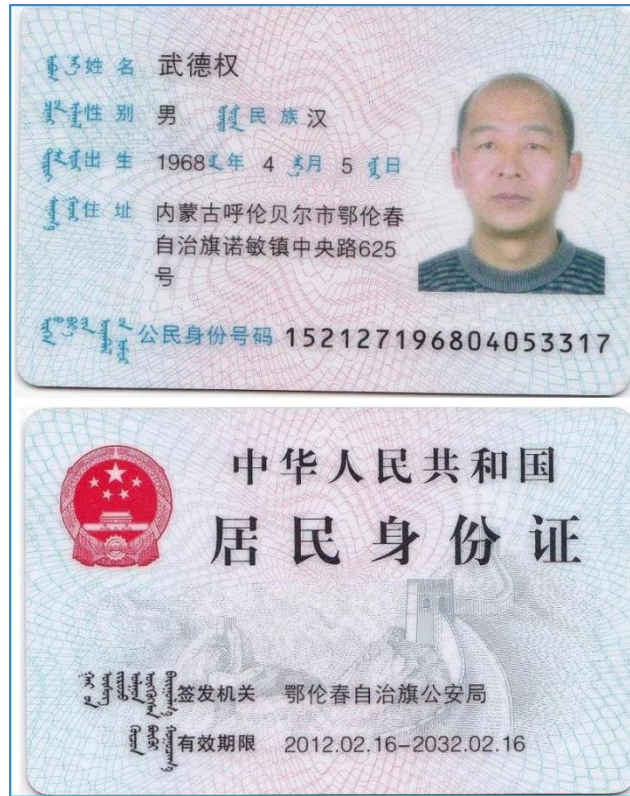 姓名 武德权
性别 男 民族 汉
出生 1968年 4月 5日
住址 内蒙古呼伦贝尔市鄂伦春
自治旗诺敏镇中央路625
号
公民身份号码 152127196804053317
中华人民共和国
居民身份证
签发机关 鄂伦春自治旗公安局
有效期限 2012.02.16-2032.02.16